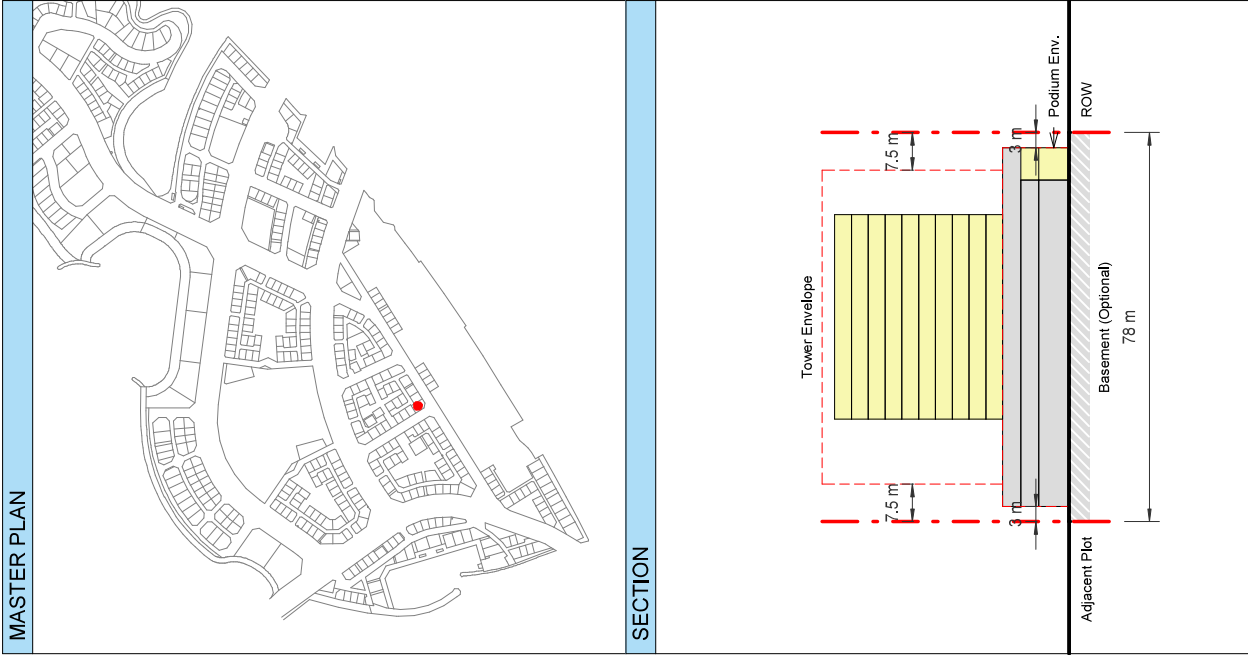 MASTER PLAN
SECTION
Tower Envelope
7.5 m
7.5 m
3 m
3 m
Podium Env.
ROW
Adjacent Plot
Basement (Optional)
78 m